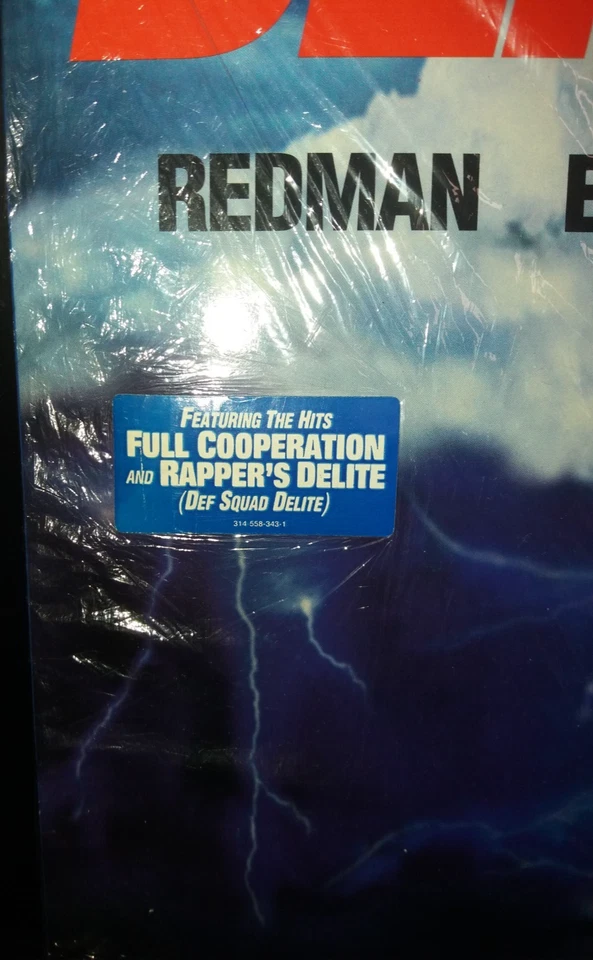 REDMAN
FEATURING THE HITS
FULL COOPERATION
AND RAPPER'S DELITE
(DEF SQUAD DELITE)
314-558-343-1